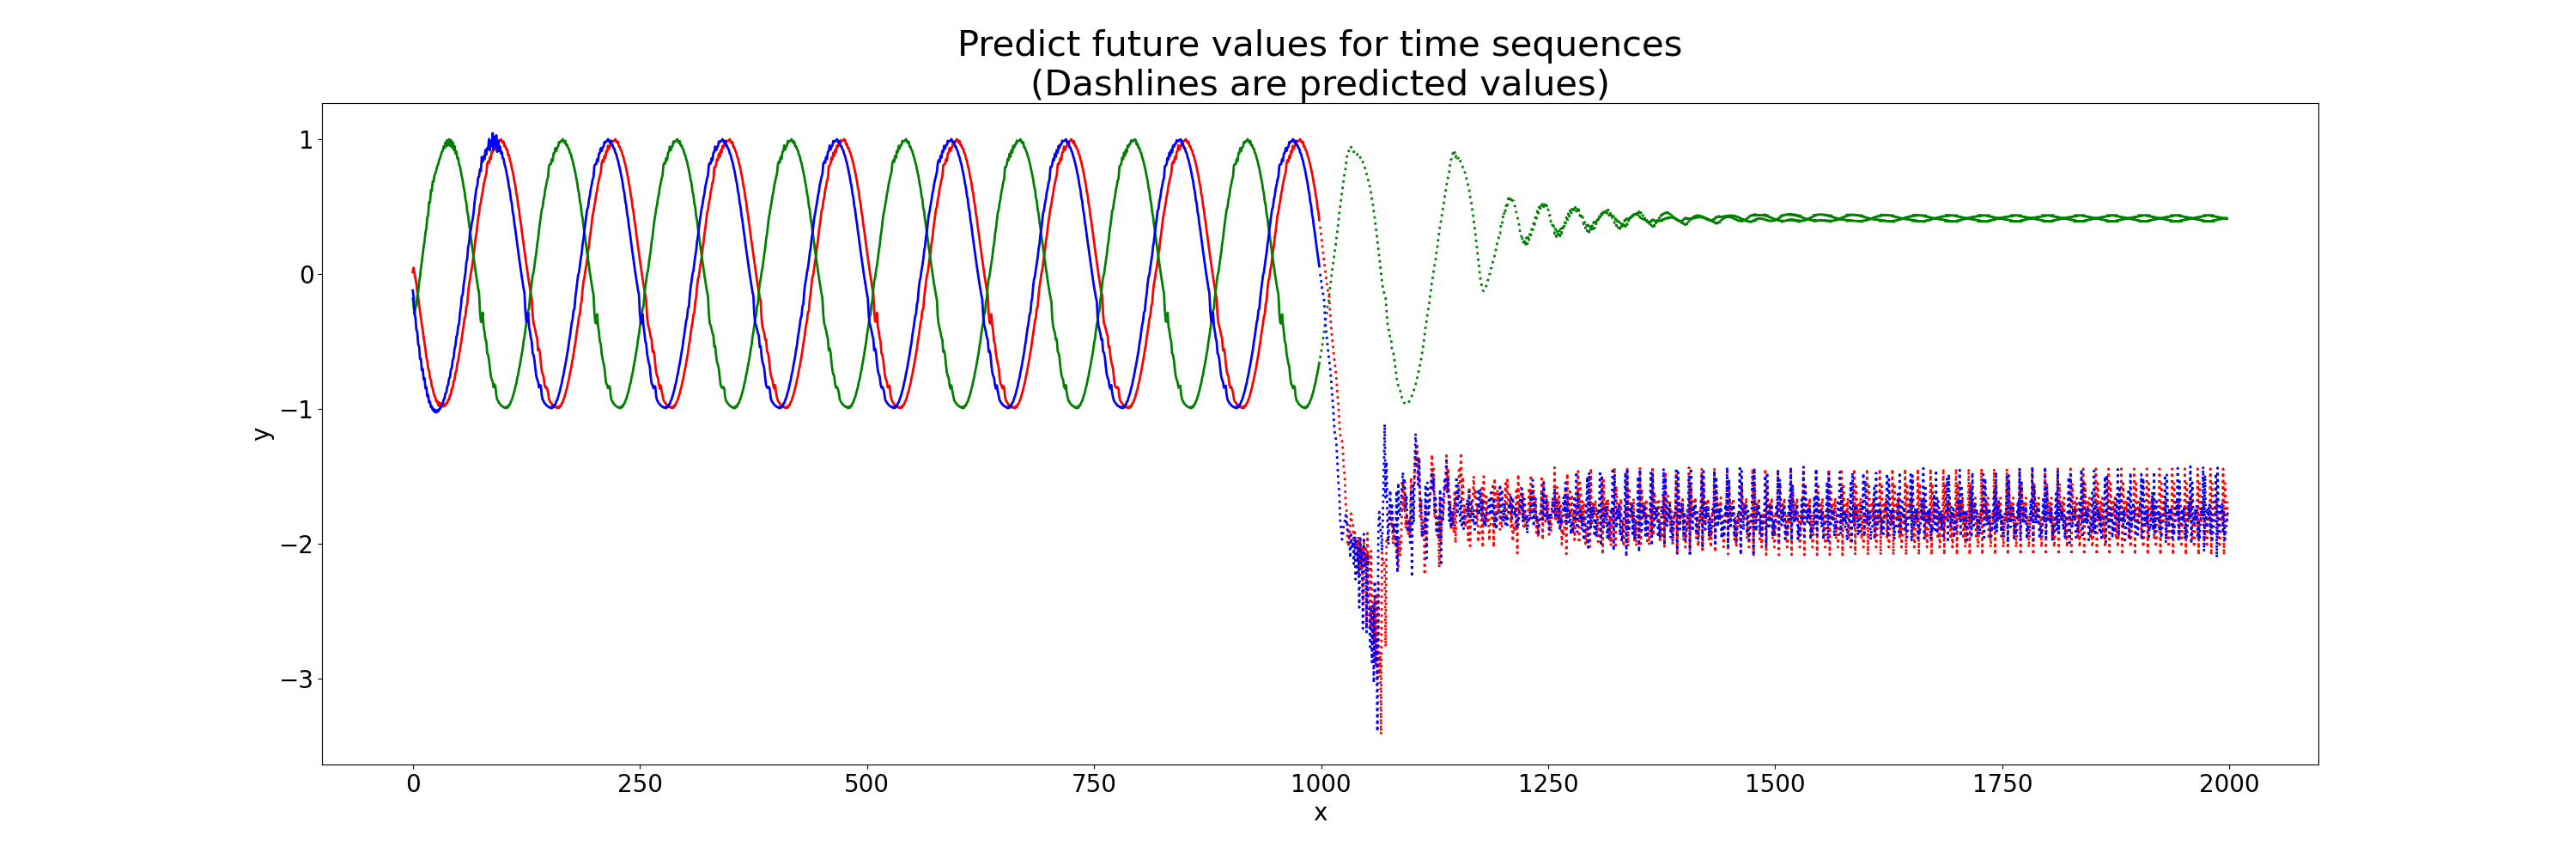 Predict future values for time sequences
(Dashlines are predicted values)
1
0
−1
−2
−3
y
0 250 500 750 1000 1250 1500 1750 2000
x